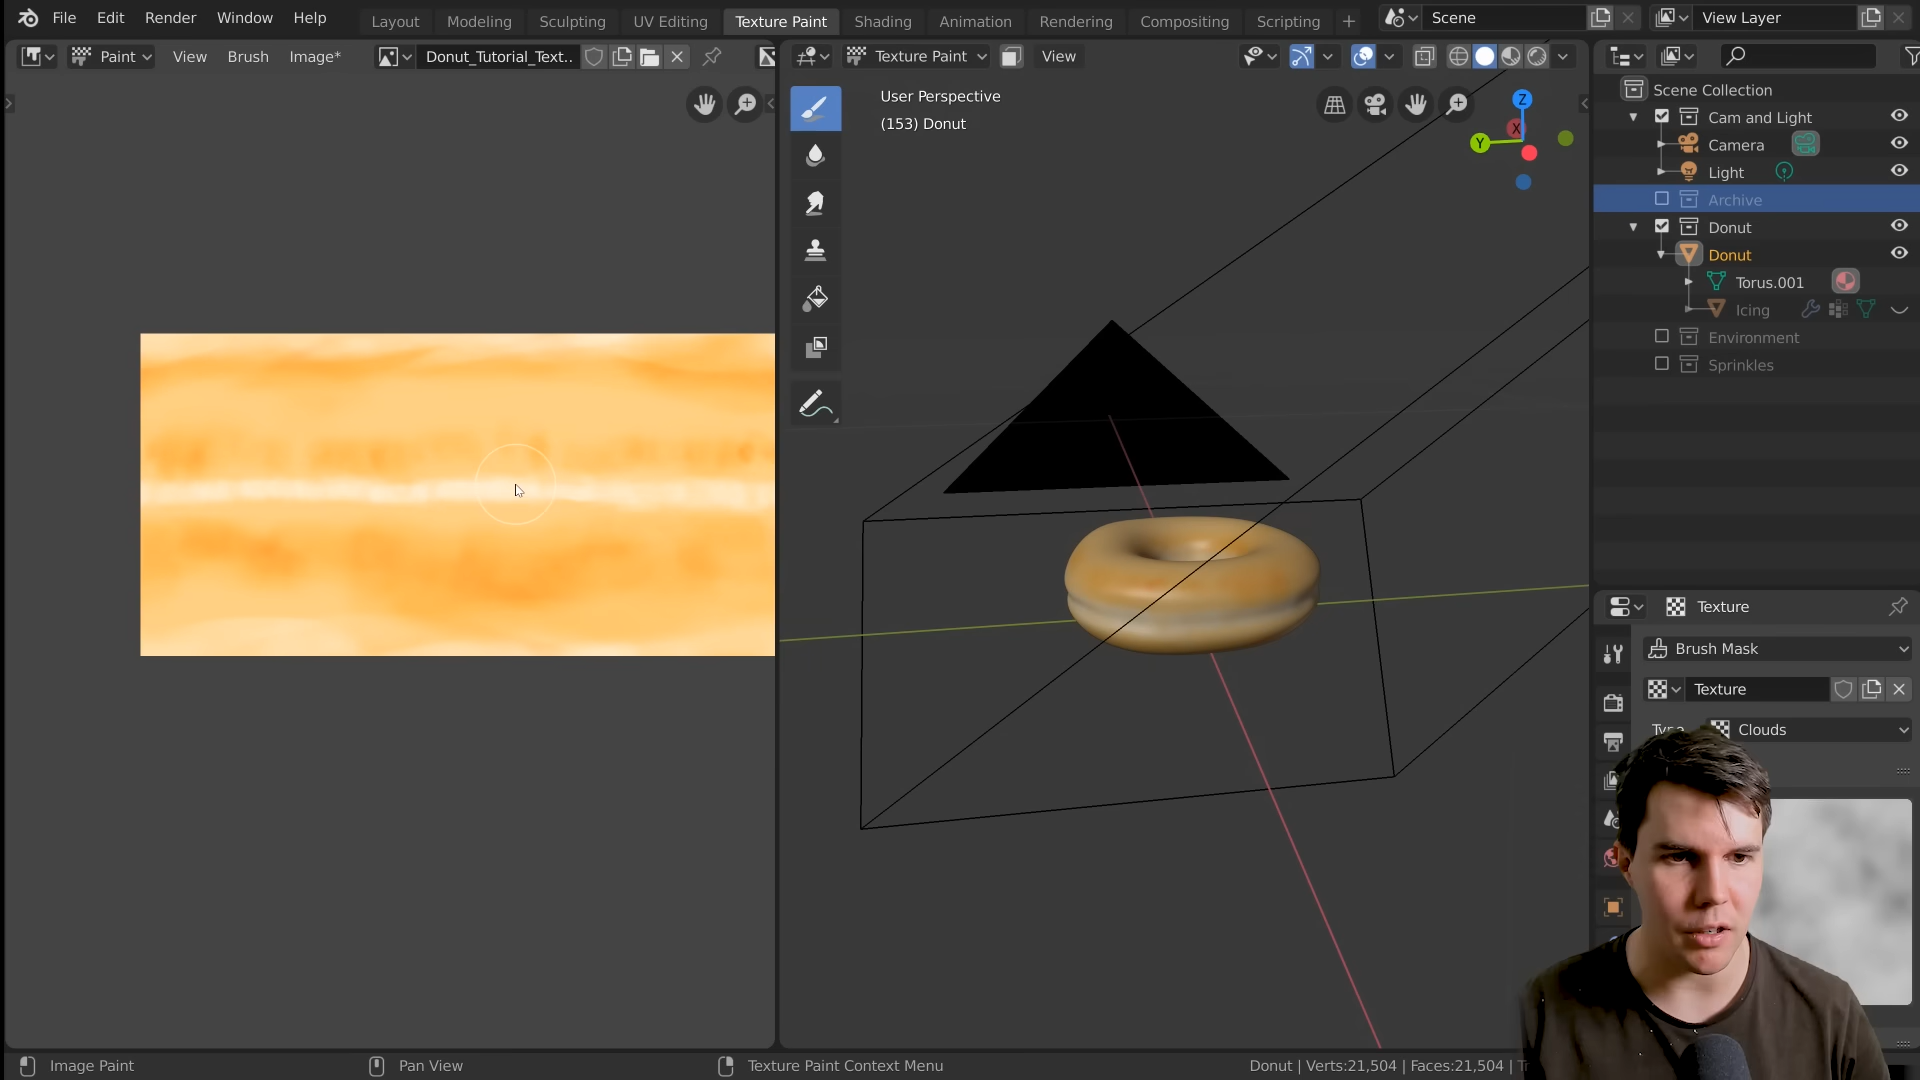 File Edit Render Window Help Layout Modeling Sculpting UV Editing Texture Paint Shading Animation Rendering Compositing Scripting + Scene View Layer
Paint View Brush Image* Donut_Tutorial_Text.. Texture Paint View
User Perspective
(153) Donut
Z
X
Y
Scene Collection
Cam and Light
Camera
Light
Archive
Donut
Donut
Torus.001
Icing
Environment
Sprinkles
Texture
Brush Mask
Texture
Clouds
Image Paint Pan View Texture Paint Context Menu Donut | Verts:21,504 | Faces:21,504 |